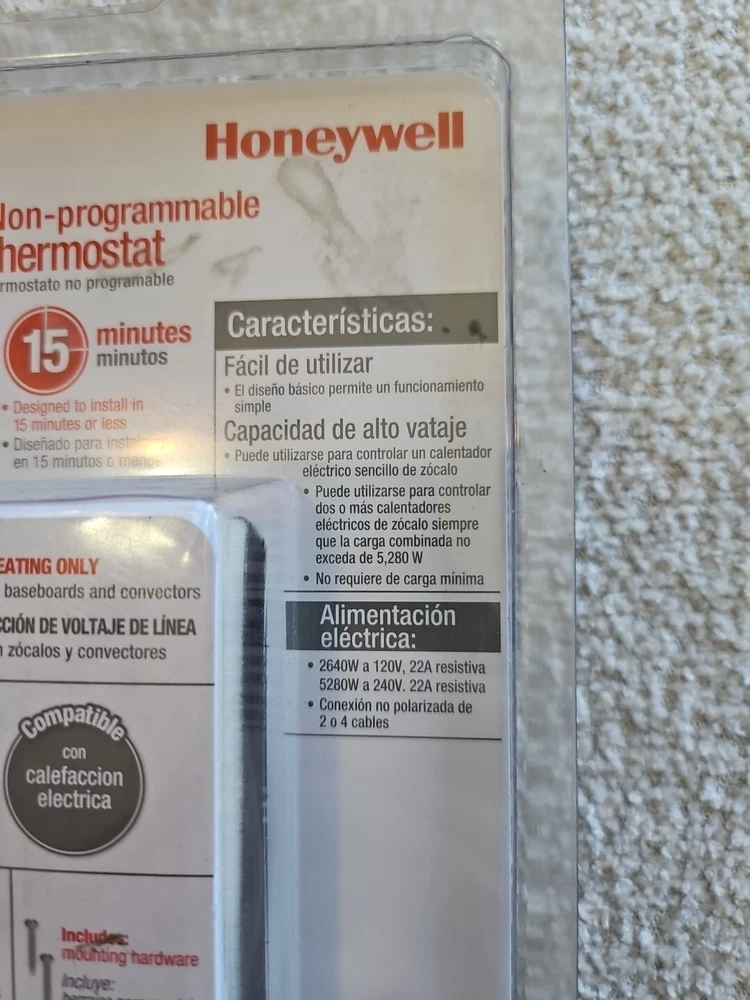 Honeywell
Non-programmable
hermostat
rmostato no programable
15 minutes
minutos
• Designed to install in
15 minutes or less
• Diseñado para instala
en 15 minutos o menos
Características:
Fácil de utilizar
• El diseño básico permite un funcionamiento
simple
Capacidad de alto vataje
• Puede utilizarse para controlar un calentador
eléctrico sencillo de zócalo
• Puede utilizarse para controlar
dos o más calentadores
eléctricos de zócalo siempre
que la carga combinada no
exceda de 5,280 W
• No requiere de carga mínima
Alimentación
eléctrica:
• 2640W a 120V, 22A resistiva
5280W a 240V. 22A resistiva
• Conexión no polarizada de
2 o 4 cables
EATING ONLY
baseboards and convectors
CCIÓN DE VOLTAJE DE LÍNEA
n zócalos y convectores
Compatible
con
calefaccion
electrica
Includes:
mounting hardware
Incluye: